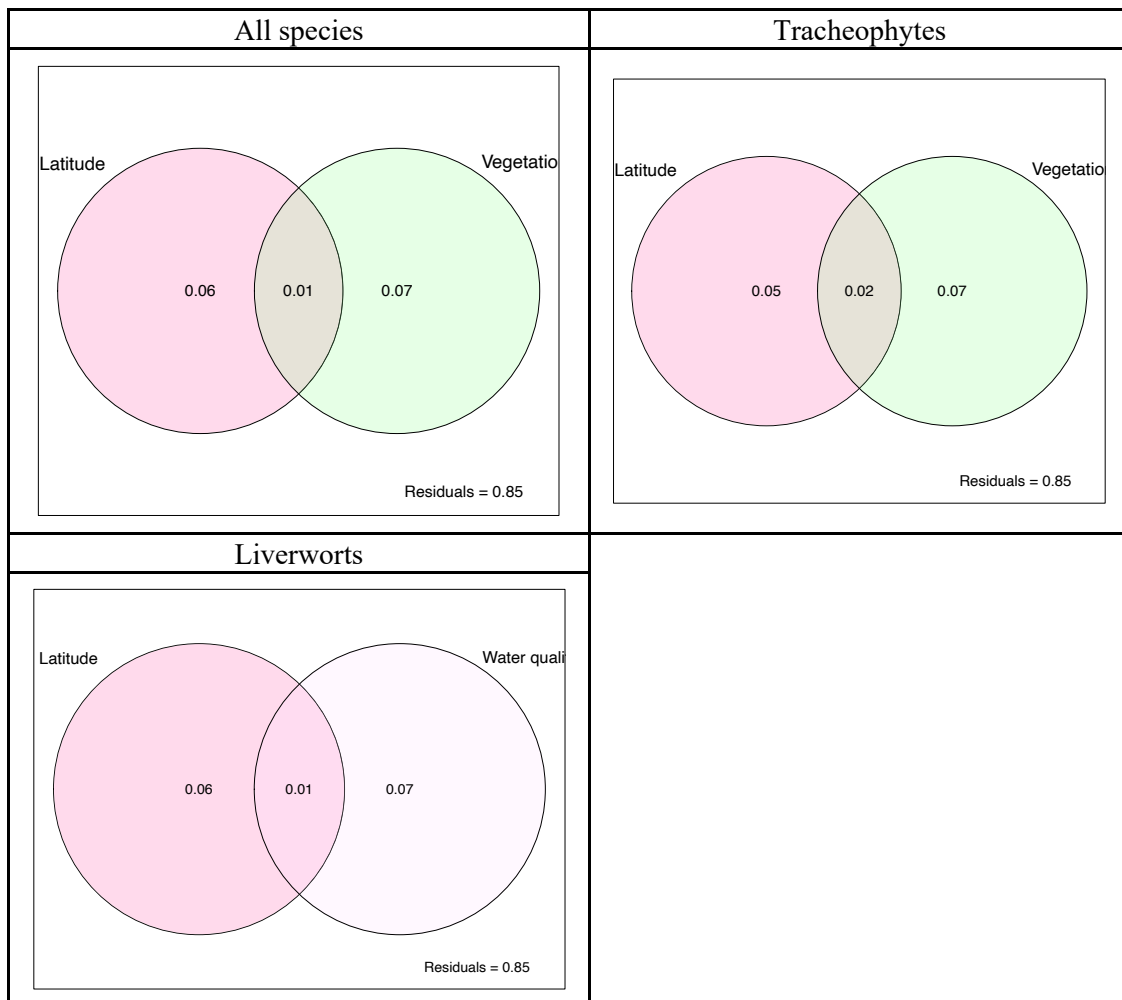 All species
Tracheophytes
Latitude
Vegetatio
0.06
0.01
0.07
Residuals = 0.85
Latitude
Vegetatio
0.05
0.02
0.07
Residuals = 0.85
Liverworts
Latitude
Water quali
0.06
0.01
0.07
Residuals = 0.85